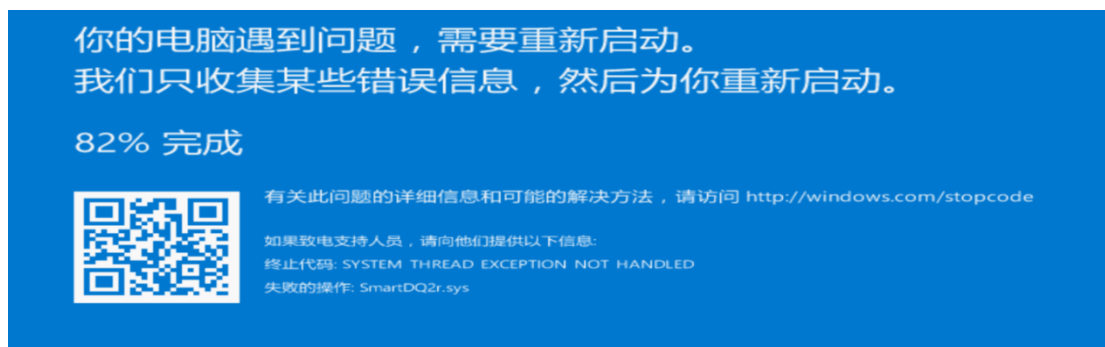 你的电脑遇到问题，需要重新启动。
我们只收集某些错误信息，然后为你重新启动。
82% 完成
有关此问题的详细信息和可能的解决方法，请访问 http://windows.com/stopcode
如果致电支持人员，请向他们提供以下信息:
终止代码: SYSTEM THREAD EXCEPTION NOT HANDLED
失败的操作: SmartDQ2r.sys